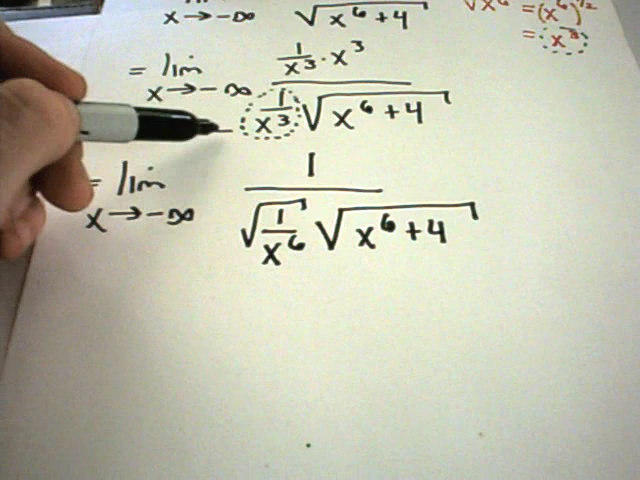 x → -∞ √x⁶+4
√x⁶ = (x⁶)^½
= x³
= lim x → -∞ 1/x³ · x³ / 1/x³ √x⁶+4
= lim x → -∞ 1 / √1/x⁶ √x⁶+4